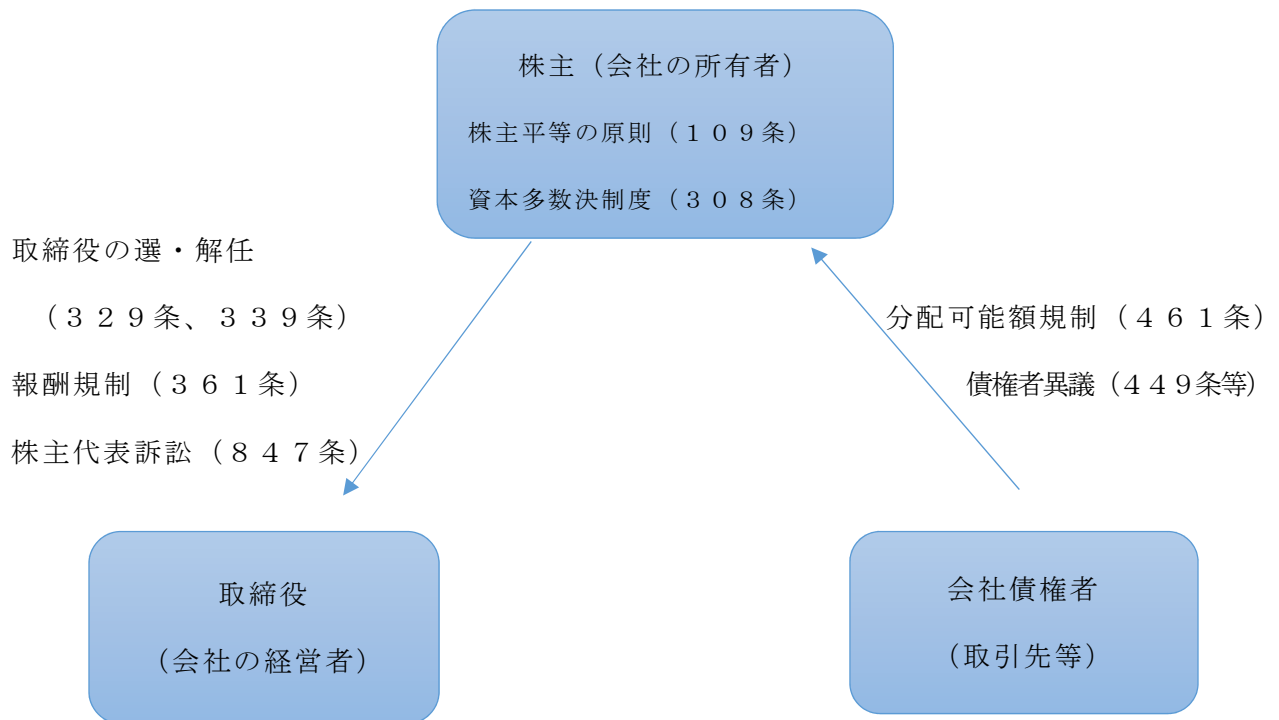 株主（会社の所有者）
株主平等の原則（１０９条）
資本多数決制度（３０８条）
取締役の選・解任
（３２９条、３３９条）
報酬規制（３６１条）
株主代表訴訟（８４７条）
分配可能額規制（４６１条）
債権者異議（４４９条等）
取締役
（会社の経営者）
会社債権者
（取引先等）